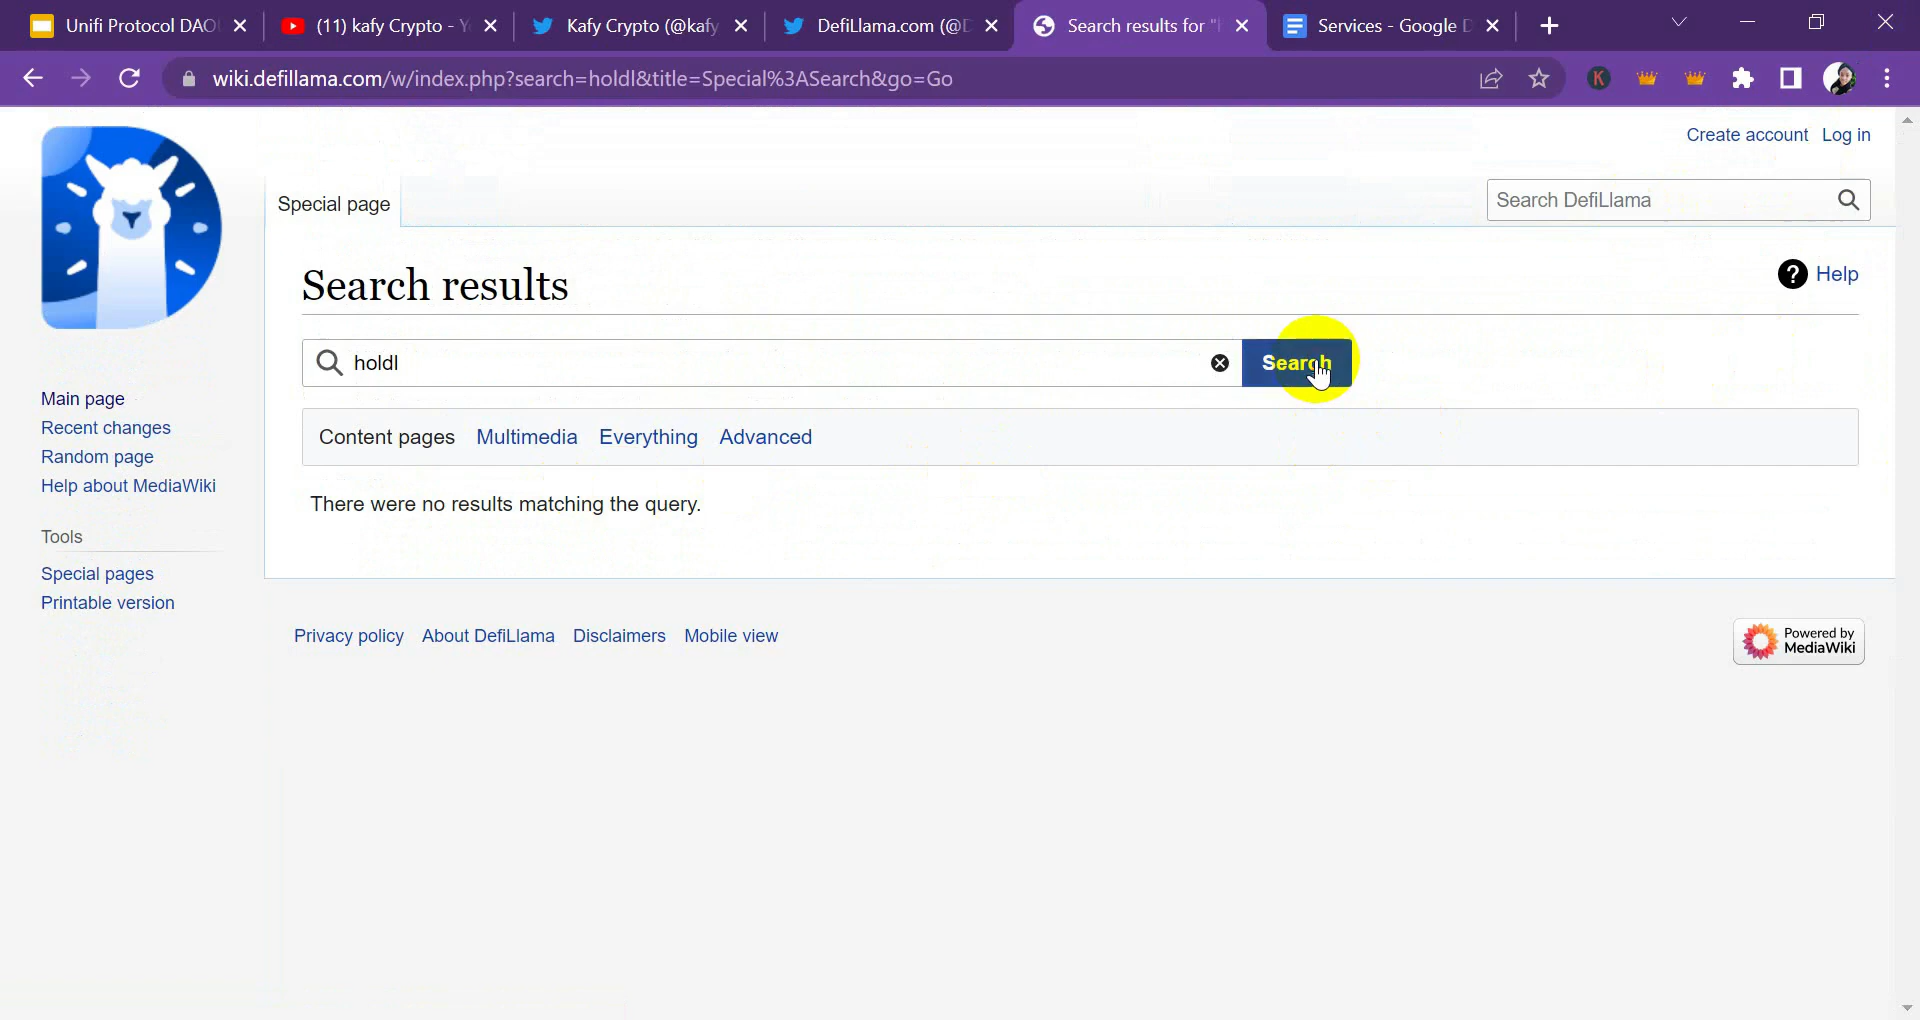 Unifi Protocol DAO
(11) kafy Crypto - Y
Kafy Crypto (@kafy
DefiLlama.com (@D
Search results for "h
Services - Google D
wiki.defillama.com/w/index.php?search=holdl&title=Special%3ASearch&go=Go
K
Create account Log in
Special page
Search DefiLlama
Search results
Help
holdl
Search
Content pages Multimedia Everything Advanced
There were no results matching the query.
Main page
Recent changes
Random page
Help about MediaWiki
Tools
Special pages
Printable version
Privacy policy About DefiLlama Disclaimers Mobile view
Powered by
MediaWiki